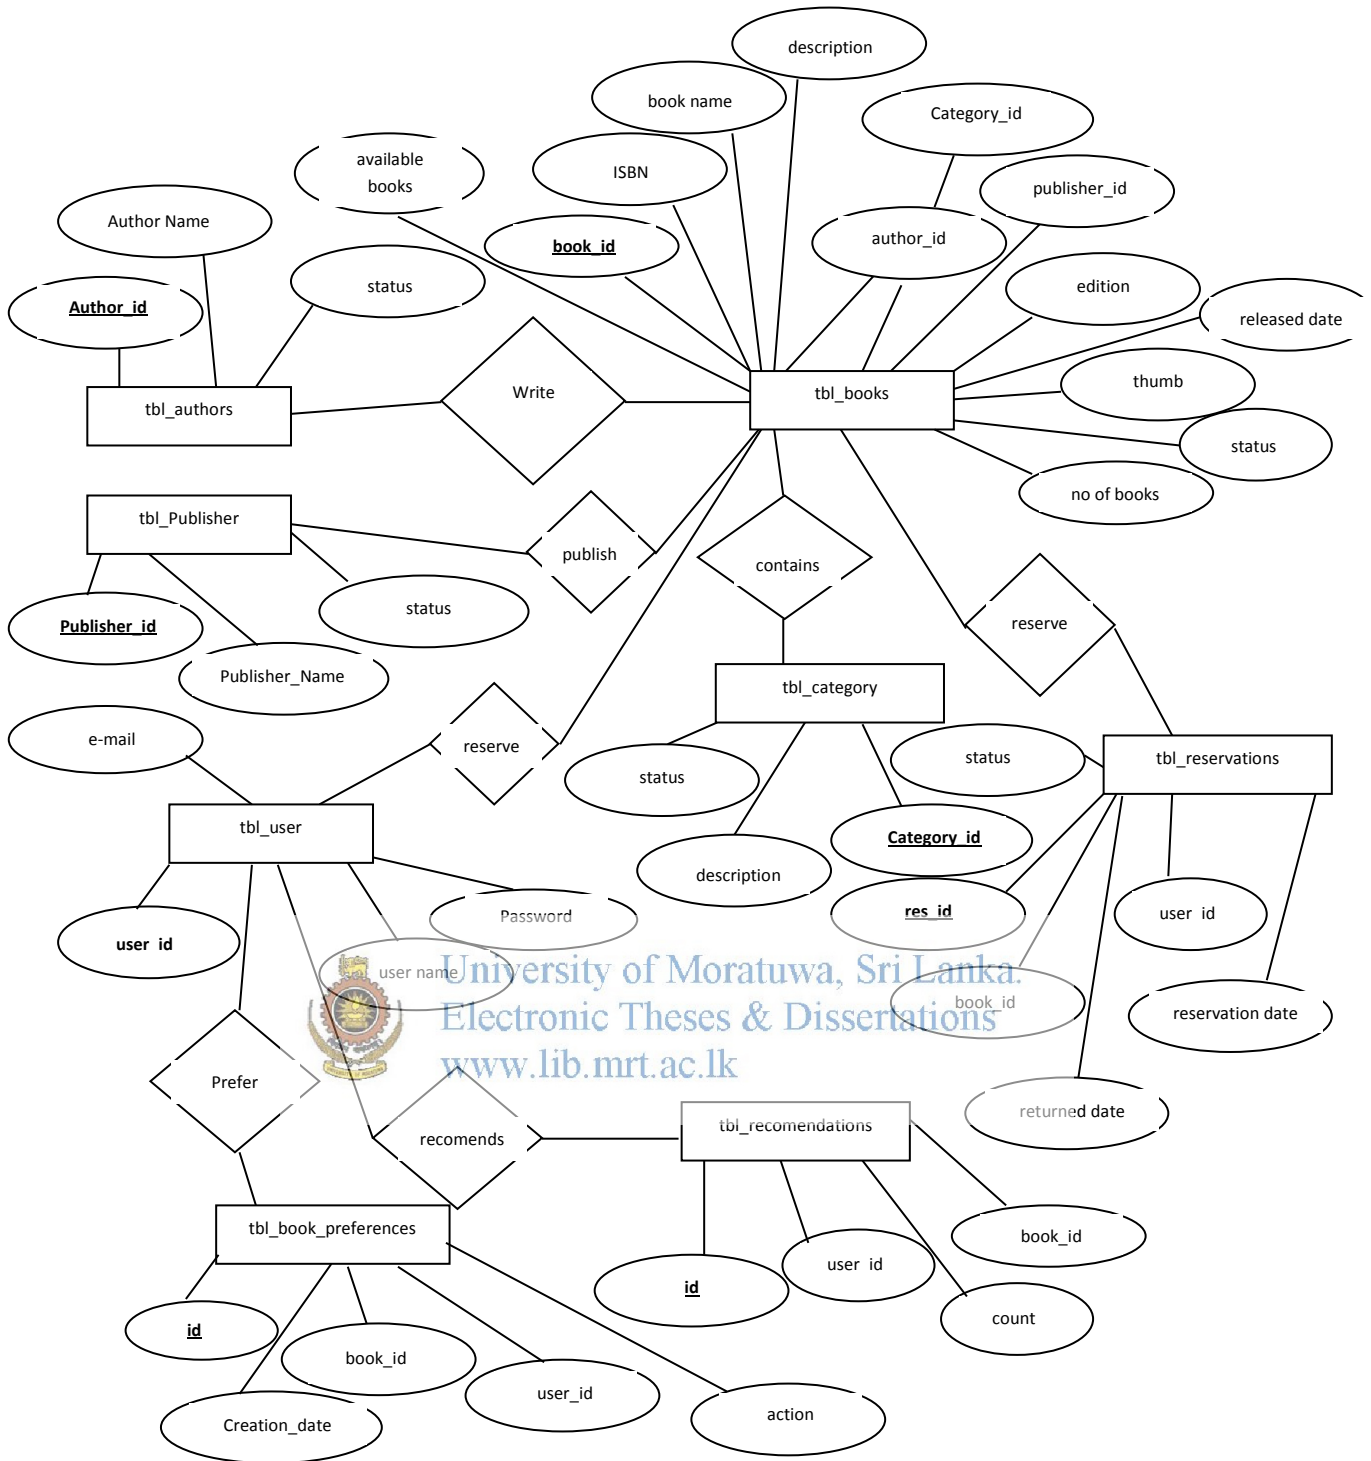 description
book name
Category_id
available
books
ISBN
publisher_id
Author Name
book_id
author_id
status
edition
Author_id
released date
Write
thumb
tbl_authors
tbl_books
status
no of books
tbl_Publisher
publish
contains
status
reserve
Publisher_id
Publisher_Name
tbl_category
e-mail
reserve
status
tbl_reservations
status
tbl_user
Category_id
description
res_id
user_id
Password
user_id
user name
University of Moratuwa, Sri Lanka.
book_id
Electronic Theses & Dissertations
reservation date
www.lib.mrt.ac.lk
Prefer
returned date
recomends
tbl_recomendations
tbl_book_preferences
book_id
user_id
id
count
id
book_id
user_id
action
Creation_date